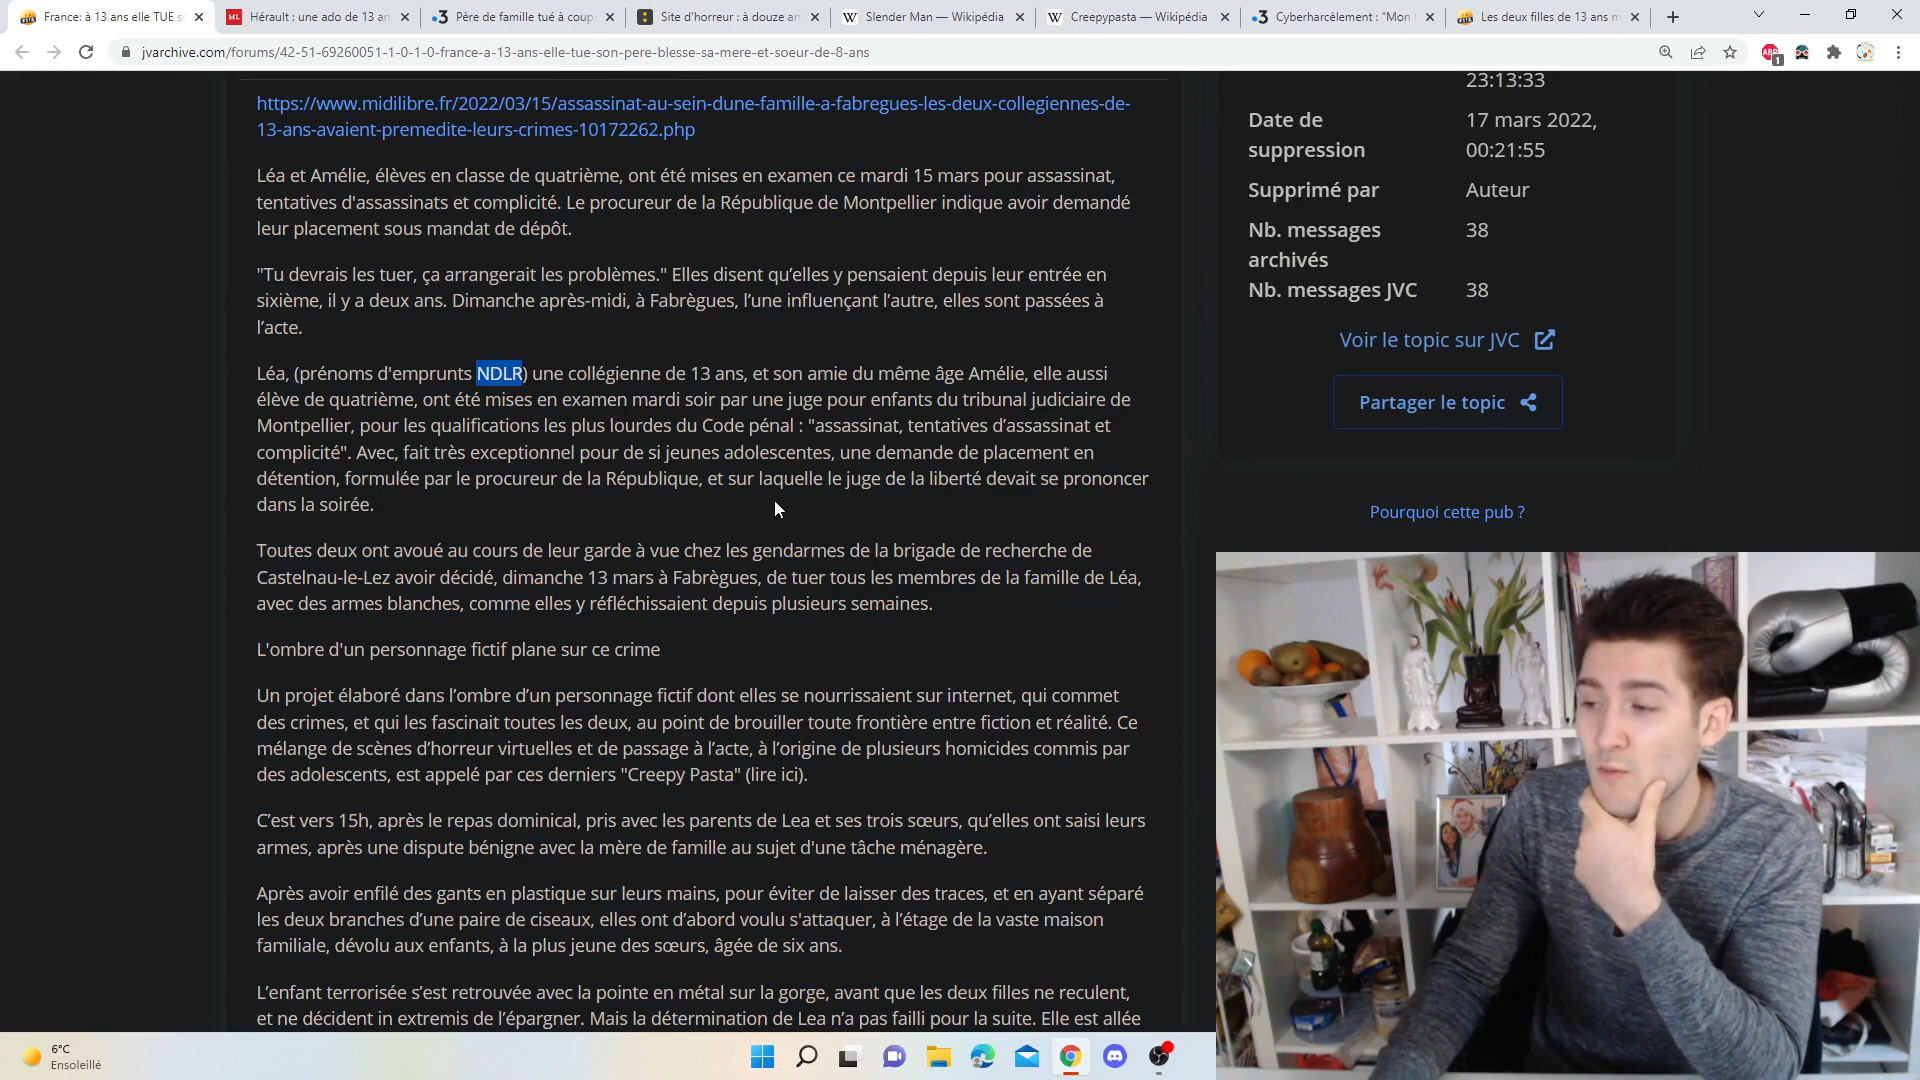 France: à 13 ans elle TUE s
Hérault : une ado de 13 an
Père de famille tué à coup
Site d'horreur : à douze an
Slender Man — Wikipédia
Creepypasta — Wikipédia
Cyberharcèlement : "Mon
Les deux filles de 13 ans m
jvarchive.com/forums/42-51-69260051-1-0-1-0-france-a-13-ans-elle-tue-son-pere-blesse-sa-mere-et-soeur-de-8-ans
https://www.midilibre.fr/2022/03/15/assassinat-au-sein-dune-famille-a-fabregues-les-deux-collegiennes-de-
13-ans-avaient-premedite-leurs-crimes-10172262.php
Léa et Amélie, élèves en classe de quatrième, ont été mises en examen ce mardi 15 mars pour assassinat,
tentatives d'assassinats et complicité. Le procureur de la République de Montpellier indique avoir demandé
leur placement sous mandat de dépôt.
"Tu devrais les tuer, ça arrangerait les problèmes." Elles disent qu’elles y pensaient depuis leur entrée en
sixième, il y a deux ans. Dimanche après-midi, à Fabrègues, l’une influençant l’autre, elles sont passées à
l’acte.
Léa, (prénoms d'emprunts NDLR) une collégienne de 13 ans, et son amie du même âge Amélie, elle aussi
élève de quatrième, ont été mises en examen mardi soir par une juge pour enfants du tribunal judiciaire de
Montpellier, pour les qualifications les plus lourdes du Code pénal : "assassinat, tentatives d’assassinat et
complicité". Avec, fait très exceptionnel pour de si jeunes adolescentes, une demande de placement en
détention, formulée par le procureur de la République, et sur laquelle le juge de la liberté devait se prononcer
dans la soirée.
Toutes deux ont avoué au cours de leur garde à vue chez les gendarmes de la brigade de recherche de
Castelnau-le-Lez avoir décidé, dimanche 13 mars à Fabrègues, de tuer tous les membres de la famille de Léa,
avec des armes blanches, comme elles y réfléchissaient depuis plusieurs semaines.
L'ombre d'un personnage fictif plane sur ce crime
Un projet élaboré dans l’ombre d’un personnage fictif dont elles se nourrissaient sur internet, qui commet
des crimes, et qui les fascinait toutes les deux, au point de brouiller toute frontière entre fiction et réalité. Ce
mélange de scènes d’horreur virtuelles et de passage à l’acte, à l’origine de plusieurs homicides commis par
des adolescents, est appelé par ces derniers "Creepy Pasta" (lire ici).
C’est vers 15h, après le repas dominical, pris avec les parents de Lea et ses trois sœurs, qu’elles ont saisi leurs
armes, après une dispute bénigne avec la mère de famille au sujet d'une tâche ménagère.
Après avoir enfilé des gants en plastique sur leurs mains, pour éviter de laisser des traces, et en ayant séparé
les deux branches d’une paire de ciseaux, elles ont d’abord voulu s'attaquer, à l’étage de la vaste maison
familiale, dévolu aux enfants, à la plus jeune des sœurs, âgée de six ans.
L’enfant terrorisée s’est retrouvée avec la pointe en métal sur la gorge, avant que les deux filles ne reculent,
et ne décident in extremis de l’épargner. Mais la détermination de Lea n’a pas failli pour la suite. Elle est allée
23:13:33
Date de suppression
17 mars 2022,
00:21:55
Supprimé par
Auteur
Nb. messages archivés
38
Nb. messages JVC
38
Voir le topic sur JVC
Partager le topic
Pourquoi cette pub ?
6°C
Ensoleillé